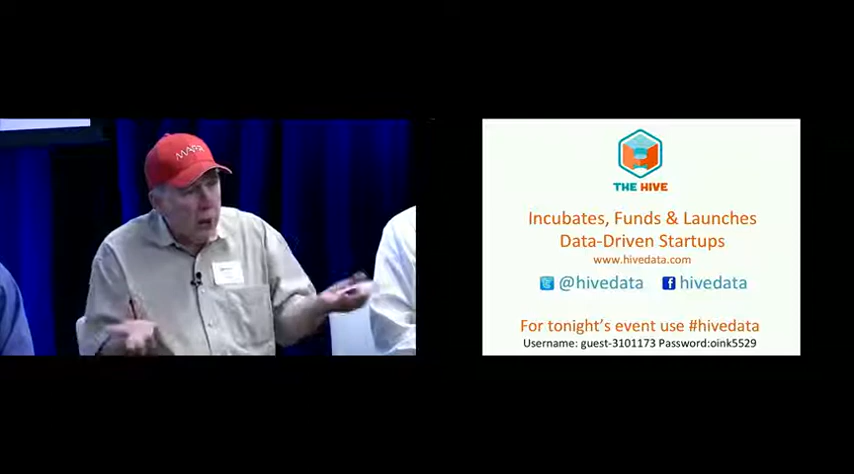 MAPR
THE HIVE
Incubates, Funds & Launches
Data-Driven Startups
www.hivedata.com
@hivedata f hivedata
For tonight's event use #hivedata
Username: guest-3101173 Password:oink5529